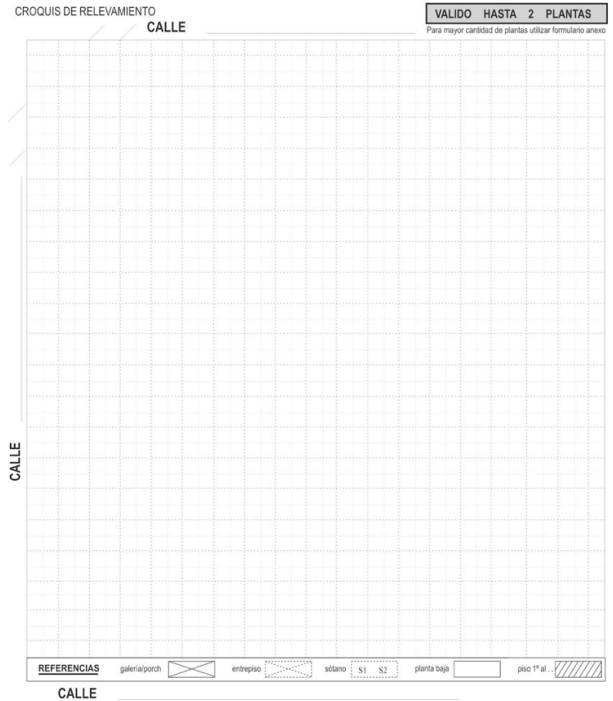 CROQUIS DE RELEVAMIENTO
VALIDO HASTA 2 PLANTAS
CALLE
Para mayor cantidad de plantas utilizar formulario anexo
CALLE
REFERENCIAS galería/porch entrepiso sótano S1 S2 planta baja piso 1º al . .
CALLE